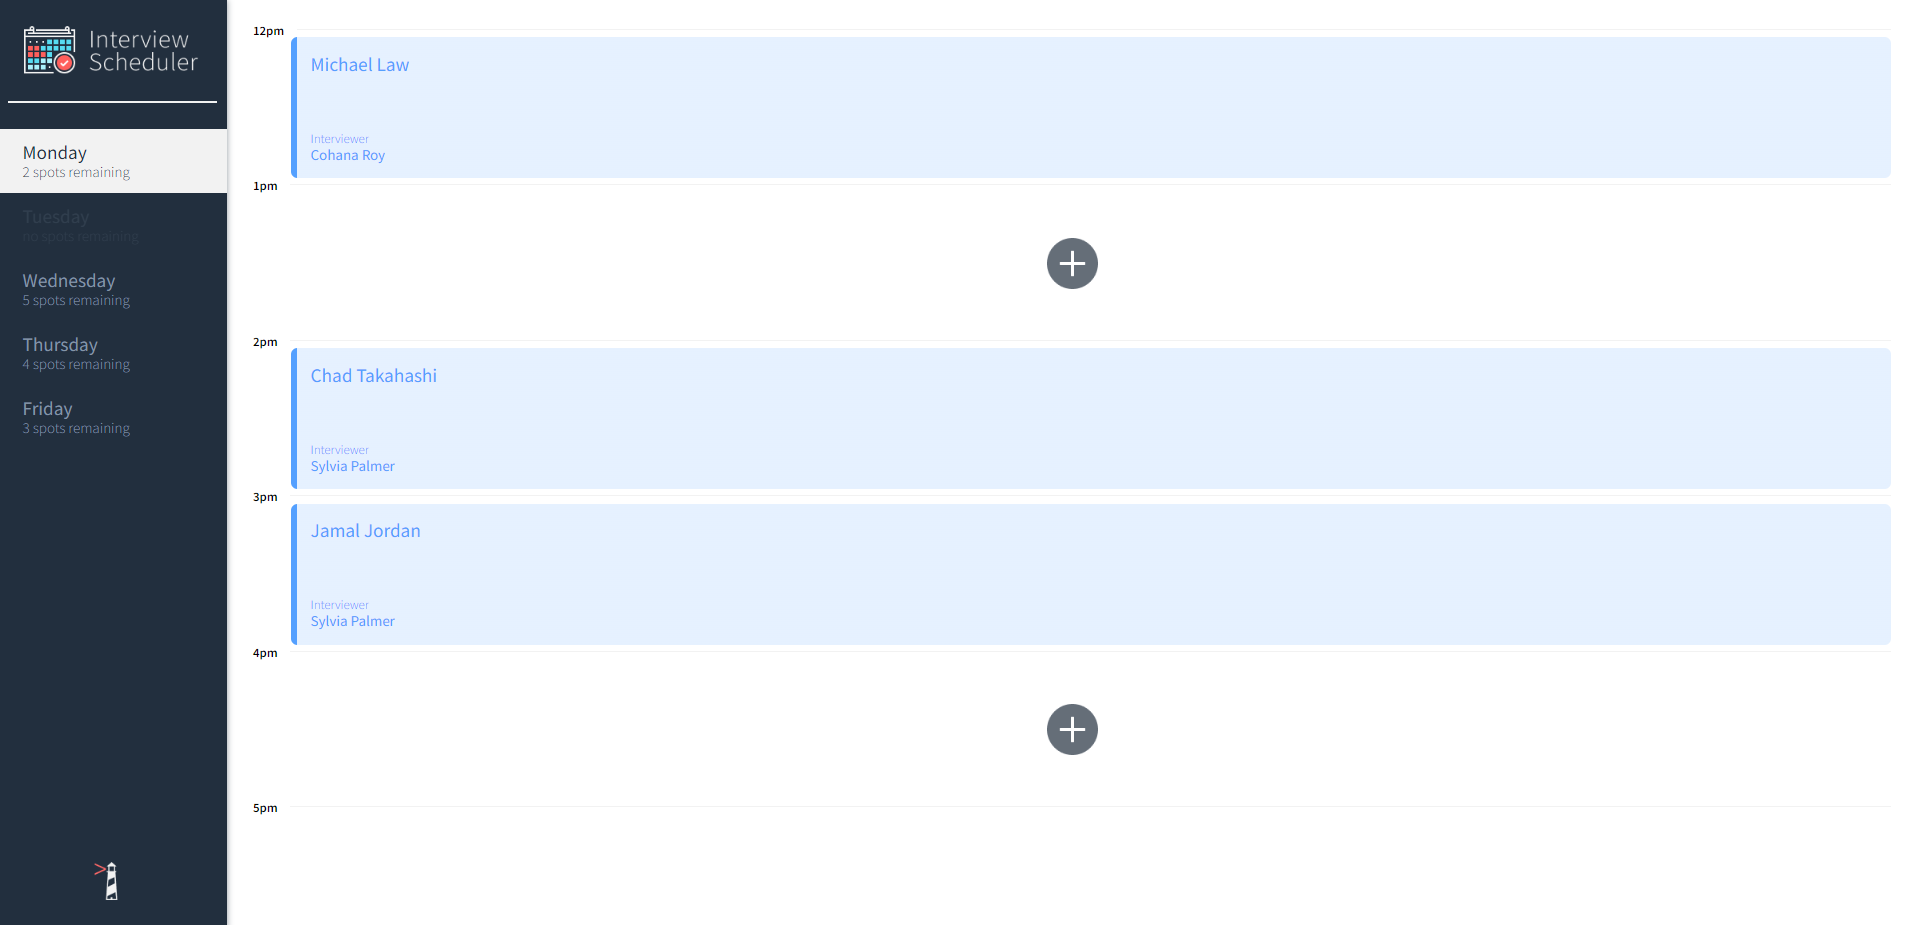 Interview
Scheduler
Monday
2 spots remaining
Tuesday
no spots remaining
Wednesday
5 spots remaining
Thursday
4 spots remaining
Friday
3 spots remaining
12pm
Michael Law
Interviewer
Cohana Roy
1pm
2pm
Chad Takahashi
Interviewer
Sylvia Palmer
3pm
Jamal Jordan
Interviewer
Sylvia Palmer
4pm
5pm